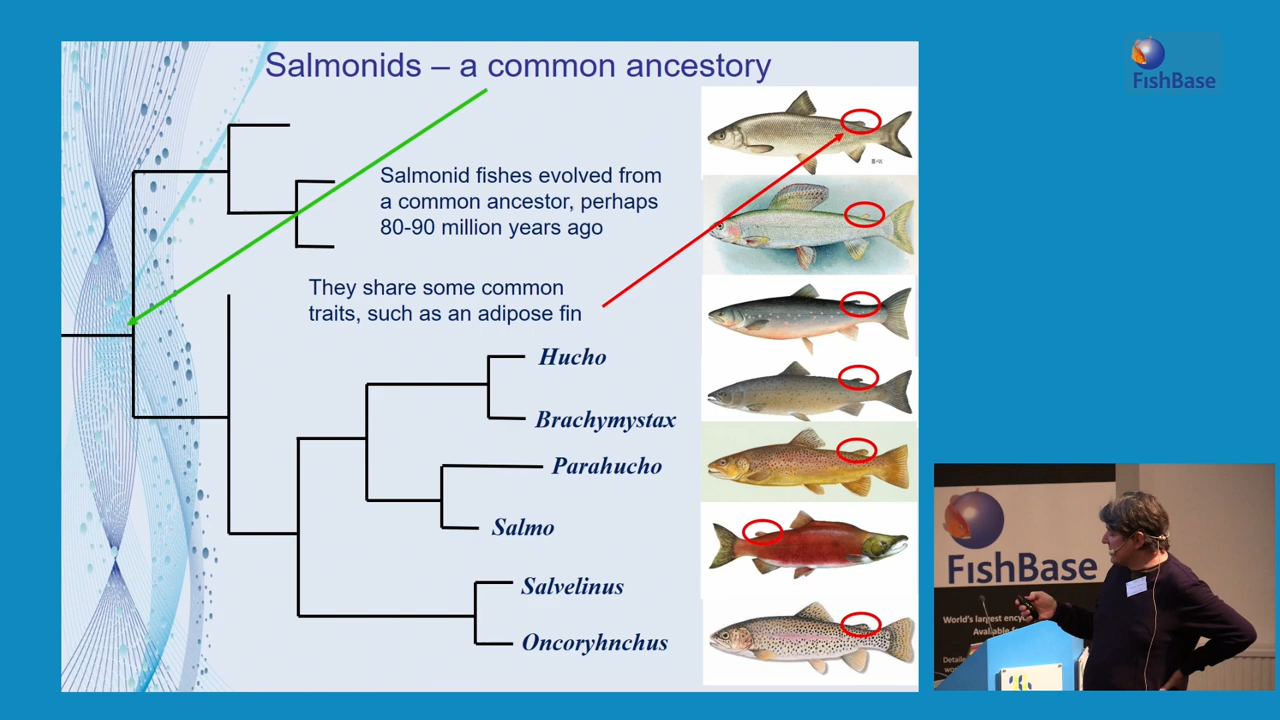 Salmonids – a common ancestory
FishBase
Salmonid fishes evolved from
a common ancestor, perhaps
80-90 million years ago
They share some common
traits, such as an adipose fin
Hucho
Brachymystax
Parahucho
Salmo
Salvelinus
Oncoryhnchus
FishBase
World's largest
Available